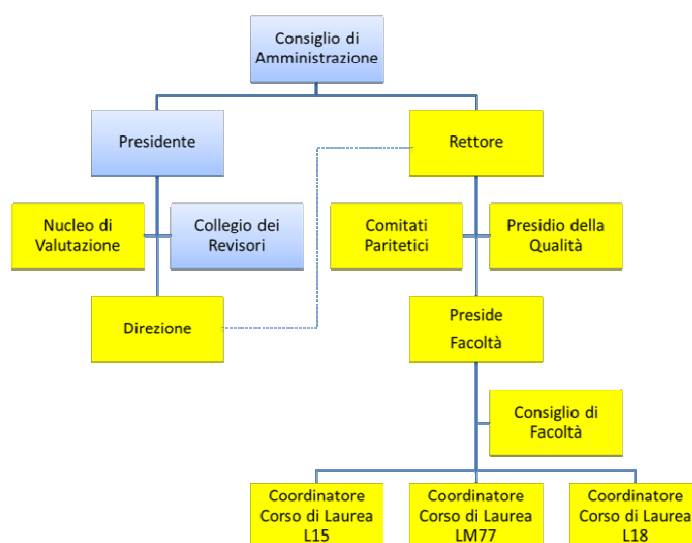 Consiglio di
Amministrazione
Presidente
Rettore
Nucleo di
Valutazione
Collegio dei
Revisori
Comitati
Paritetici
Presidio della
Qualità
Direzione
Preside
Facoltà
Consiglio di
Facoltà
Coordinatore
Corso di Laurea
L15
Coordinatore
Corso di Laurea
LM77
Coordinatore
Corso di Laurea
L18